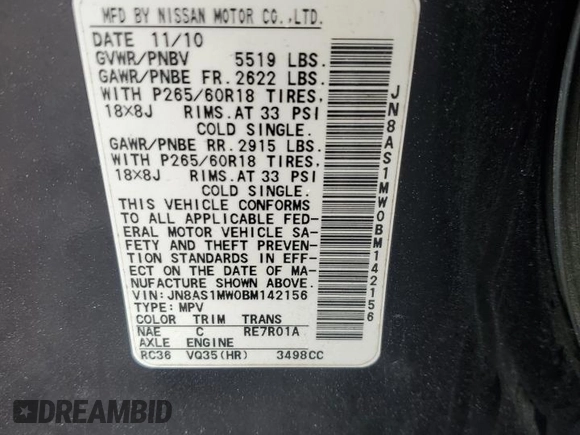 MFD BY NISSAN MOTOR CO.,LTD.
DATE 11/10
GVWR/PNBV 5519 LBS.
GAWR/PNBE FR. 2622 LBS.
WITH P265/60R18 TIRES,
18X8J RIMS.AT 33 PSI
COLD SINGLE.
GAWR/PNBE RR. 2915 LBS.
WITH P265/60R18 TIRES,
18X8J RIMS.AT 33 PSI
COLD SINGLE.
THIS VEHICLE CONFORMS
TO ALL APPLICABLE FED-
ERAL MOTOR VEHICLE SA-
FETY AND THEFT PREVEN-
TION STANDARDS IN EFF-
ECT ON THE DATE OF MA-
NUFACTURE SHOWN ABOVE.
VIN: JN8AS1MW0BM142156
TYPE: MPV
COLOR TRIM TRANS
NAE C RE7R01A
AXLE ENGINE
RC36 VQ35(HR) 3498CC
JN8AS1MW0BM142156
DREAMBID